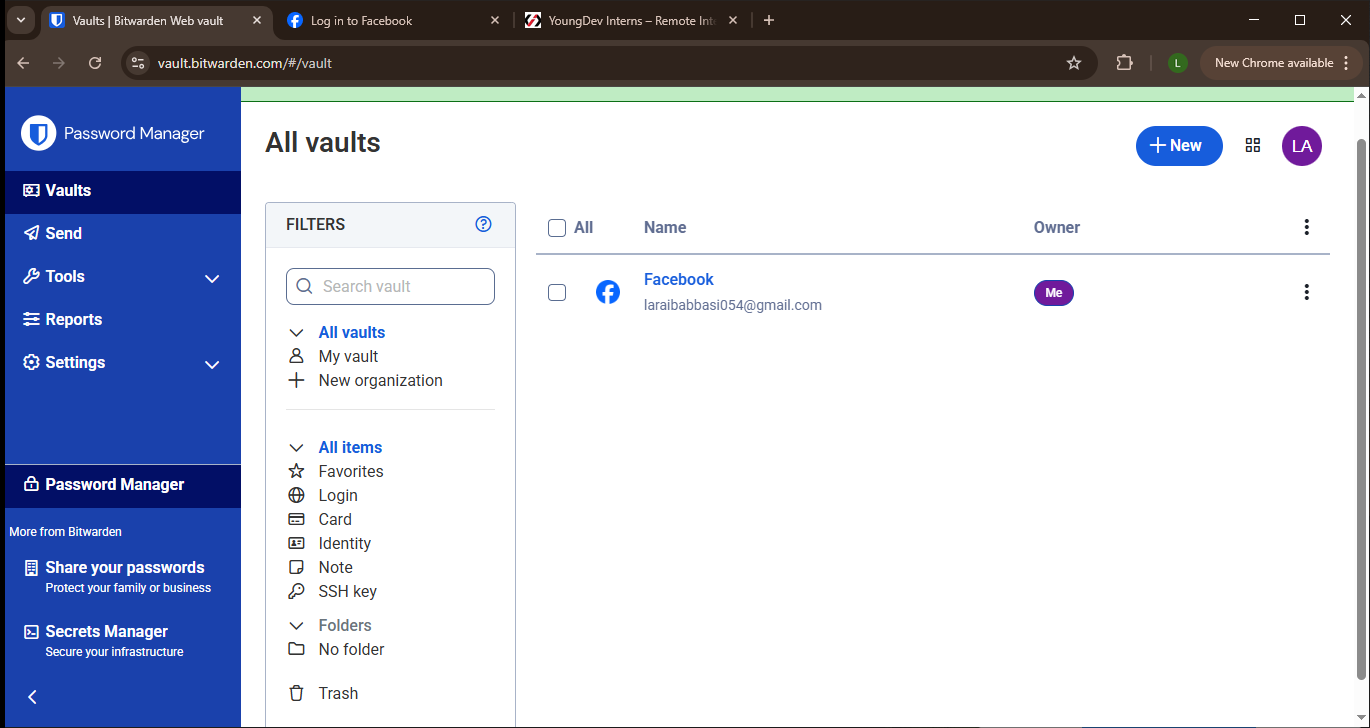 Vaults | Bitwarden Web vault
Log in to Facebook
YoungDev Interns – Remote Int
vault.bitwarden.com/#/vault
L
New Chrome available
Password Manager
Vaults
Send
Tools
Reports
Settings
Password Manager
More from Bitwarden
Share your passwords
Protect your family or business
Secrets Manager
Secure your infrastructure
All vaults
New
LA
FILTERS
Search vault
All vaults
My vault
New organization
All items
Favorites
Login
Card
Identity
Note
SSH key
Folders
No folder
Trash
All Name Owner
Facebook
laraibabbasi054@gmail.com
Me